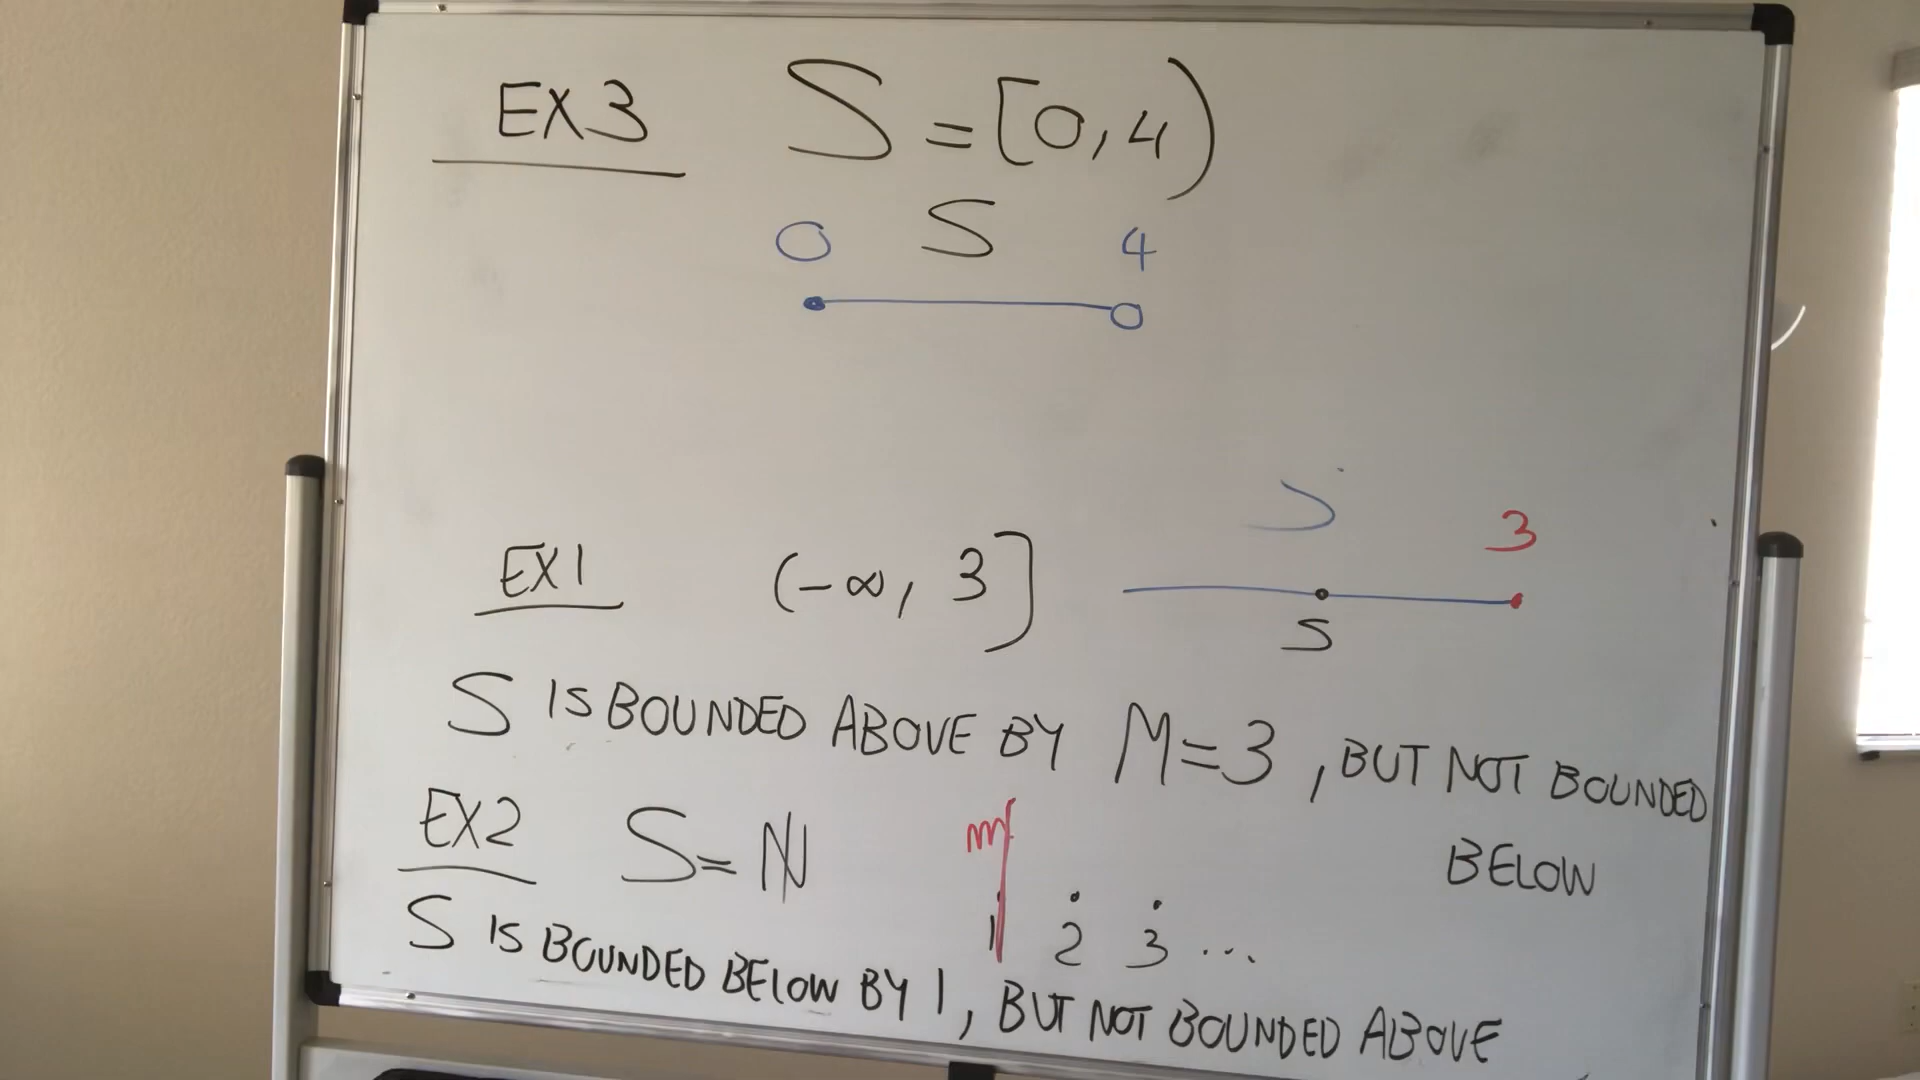 EX3 S = [0,4)
0 S 4
S 3
EX1 (-∞, 3]
S
S IS BOUNDED ABOVE BY M=3, BUT NOT BOUNDED
BELOW
EX2 S = ℕ m
1 2 3 ...
S IS BOUNDED BELOW BY 1, BUT NOT BOUNDED ABOVE